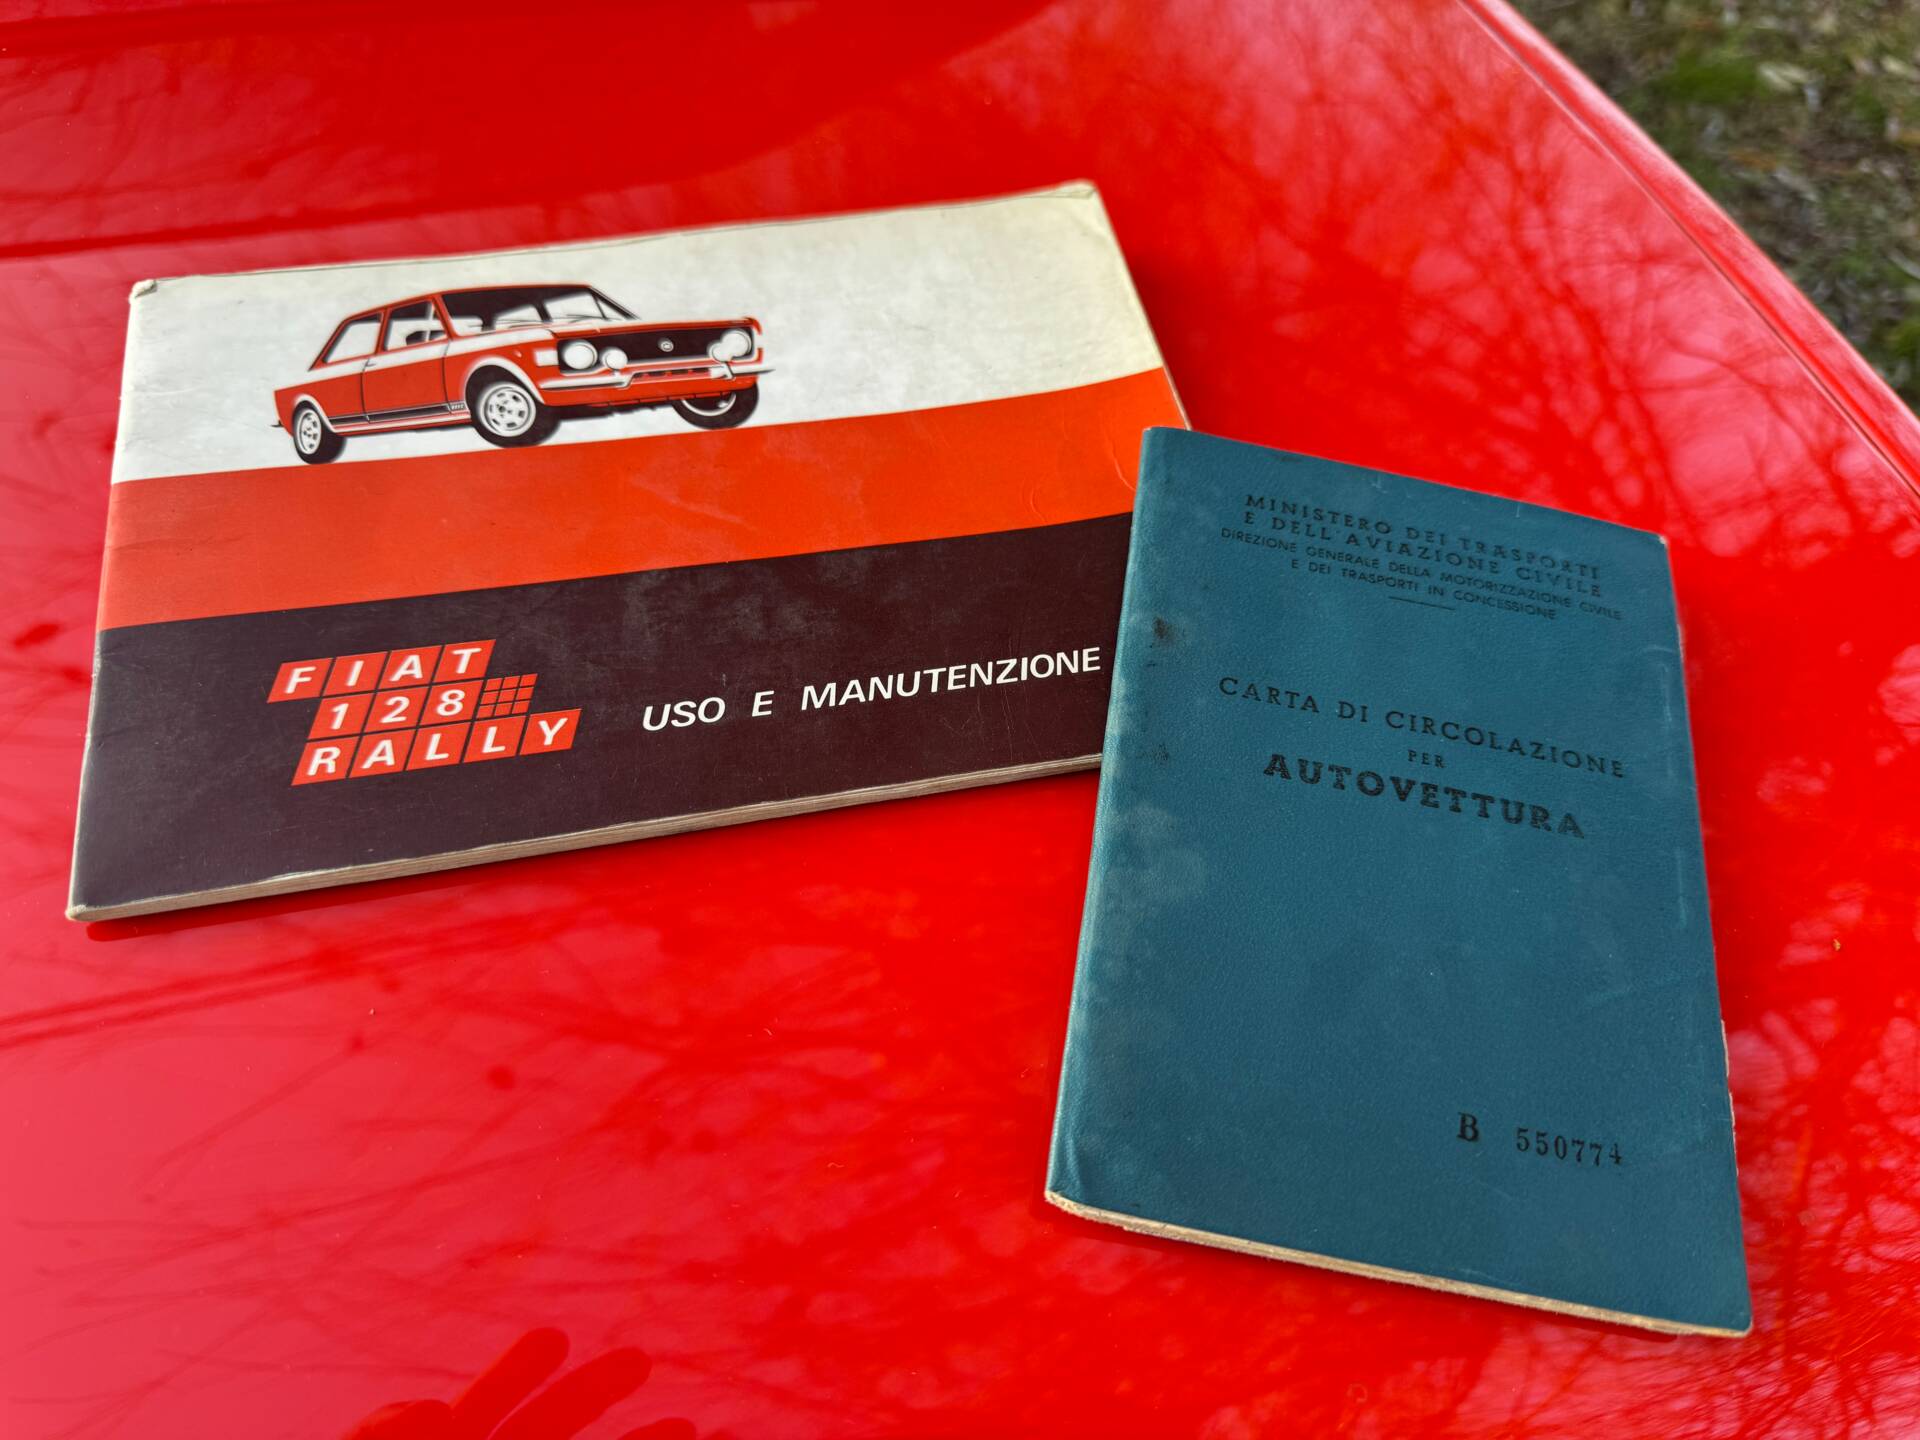 FIAT
128
RALLY
USO E MANUTENZIONE
MINISTERO DEI TRASPORTI
E DELL'AVIAZIONE CIVILE
DIREZIONE GENERALE DELLA MOTORIZZAZIONE CIVILE
E DEI TRASPORTI IN CONCESSIONE
CARTA DI CIRCOLAZIONE
PER
AUTOVETTURA
B 550774